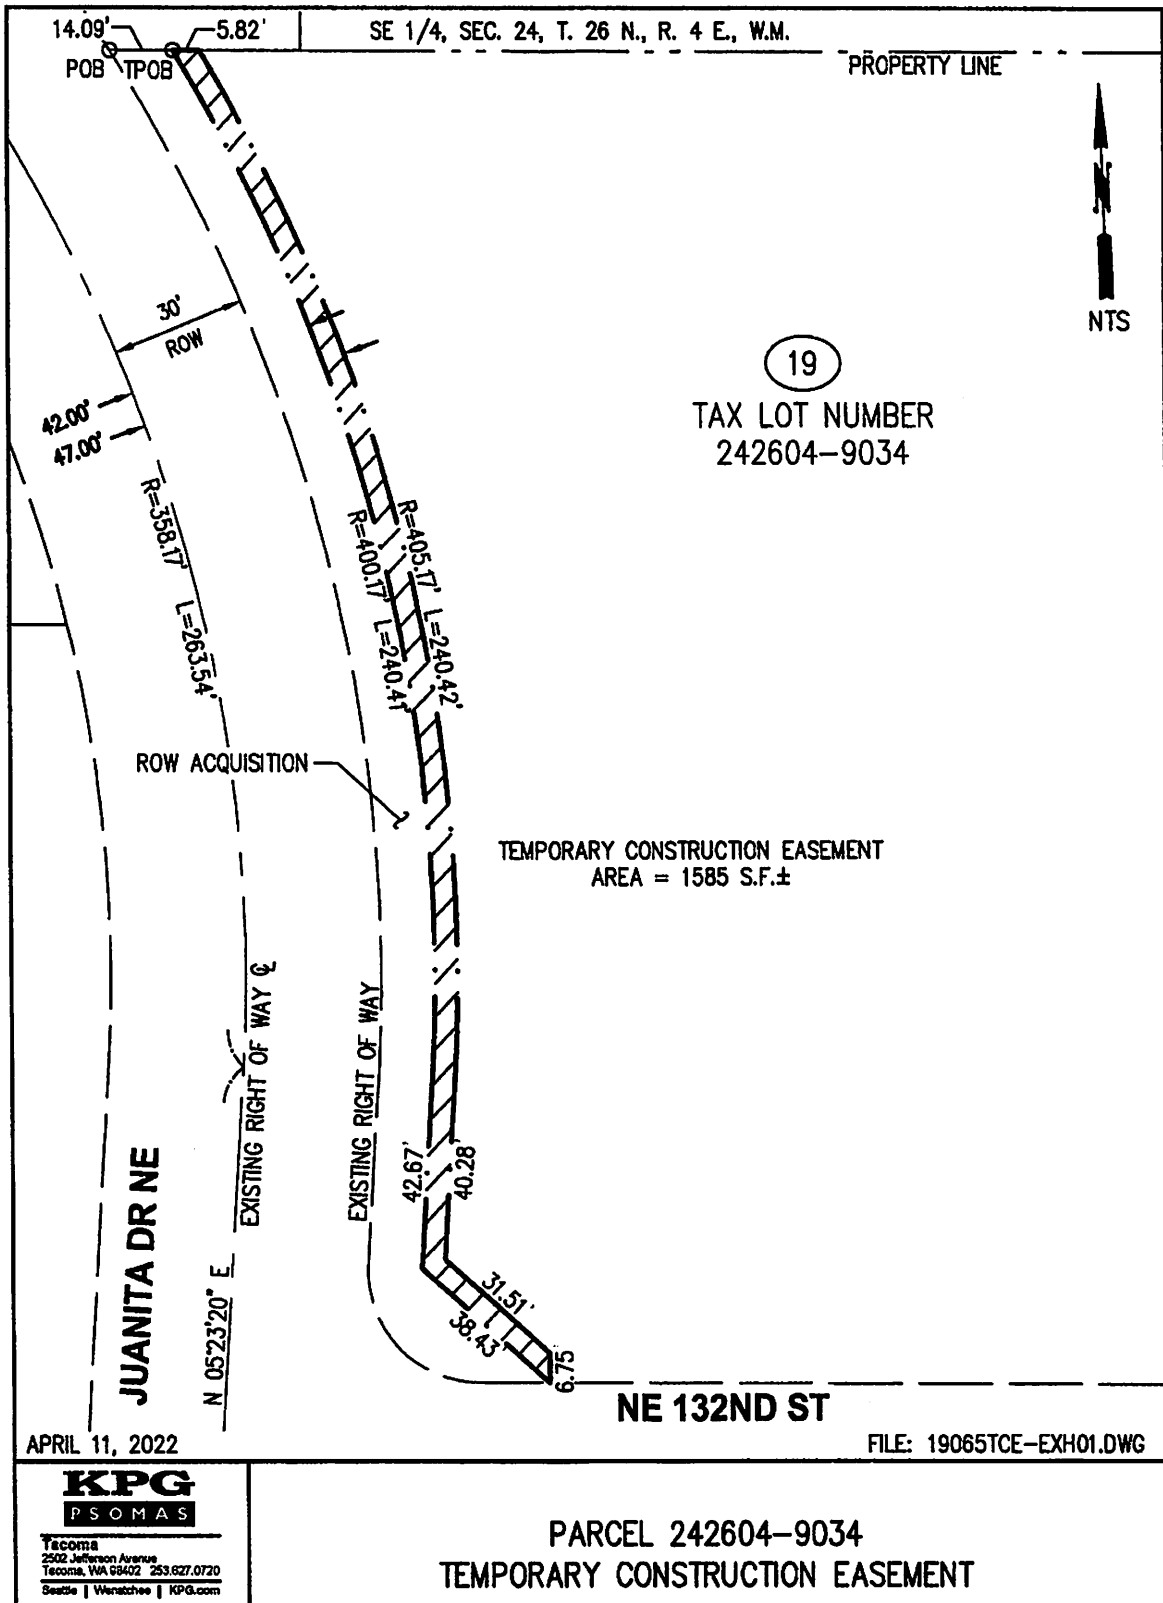 14.09'
5.82'
SE 1/4, SEC. 24, T. 26 N., R. 4 E., W.M.
POB
TPOB
PROPERTY LINE
N
NTS
30'
ROW
19
TAX LOT NUMBER
242604-9034
42.00'
47.00'
R=358.17'
L=263.54'
R=400.17'
L=240.41'
R=405.17'
L=240.42'
ROW ACQUISITION
TEMPORARY CONSTRUCTION EASEMENT
AREA = 1585 S.F.±
EXISTING RIGHT OF WAY ℄
EXISTING RIGHT OF WAY
42.67'
40.28'
JUANITA DR NE
N 05°23'20" E
31.51'
38.43'
6.75'
NE 132ND ST
APRIL 11, 2022
FILE: 19065TCE-EXH01.DWG
KPG
PSOMAS
Tacoma
2502 Jefferson Avenue
Tacoma, WA 98402 253.627.0720
Seattle | Wenatchee | KPG.com
PARCEL 242604-9034
TEMPORARY CONSTRUCTION EASEMENT